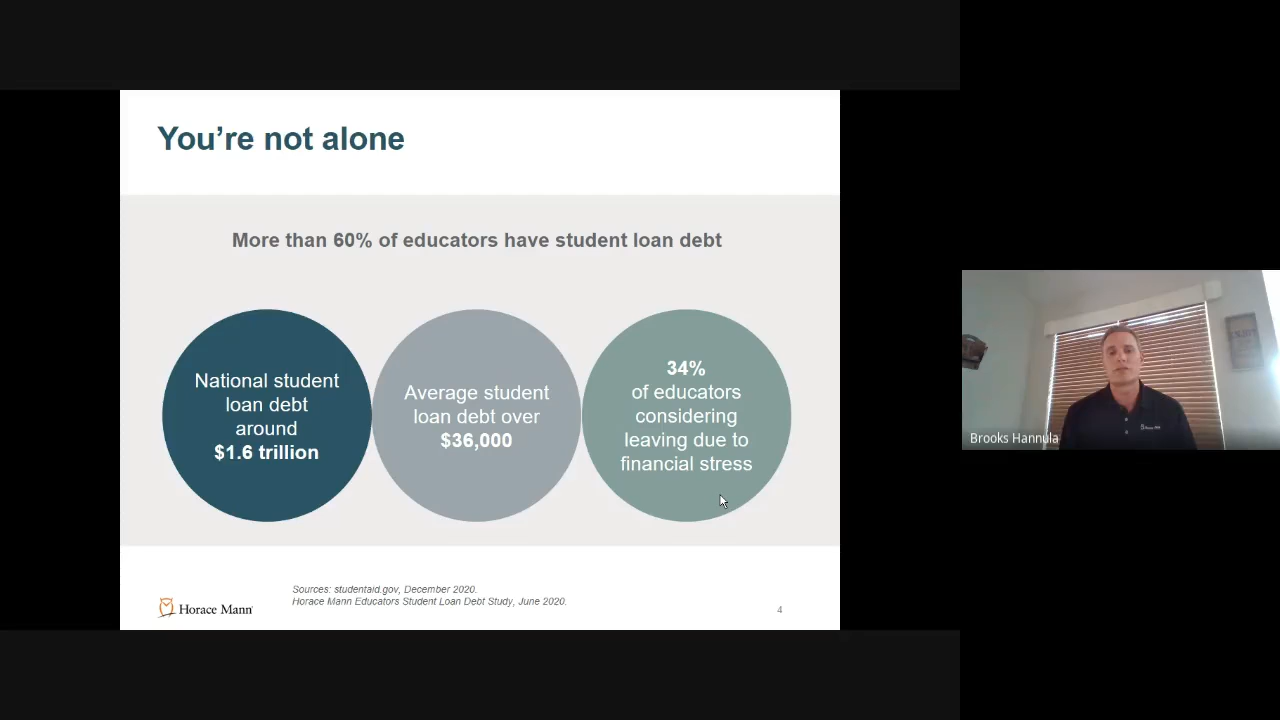 You're not alone
More than 60% of educators have student loan debt
National student
loan debt
around
$1.6 trillion
Average student
loan debt over
$36,000
34%
of educators
considering
leaving due to
financial stress
Sources: studentaid.gov, December 2020.
Horace Mann Educators Student Loan Debt Study, June 2020.
Horace Mann
4
Brooks Hannula